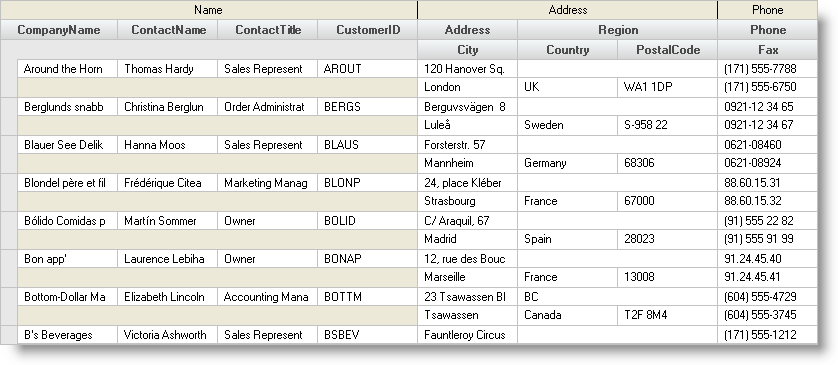 Name Address Phone
CompanyName ContactName ContactTitle CustomerID Address Region Phone
City Country PostalCode Fax
Around the Horn Thomas Hardy Sales Represent AROUT 120 Hanover Sq. (171) 555-7788
London UK WA1 1DP (171) 555-6750
Berglunds snabb Christina Berglun Order Administrat BERGS Berguvsvägen 8 0921-12 34 65
Luleå Sweden S-958 22 0921-12 34 67
Blauer See Delik Hanna Moos Sales Represent BLAUS Forsterstr. 57 0621-08460
Mannheim Germany 68306 0621-08924
Blondel père et fil Frédérique Citea Marketing Manag BLONP 24, place Kléber 88.60.15.31
Strasbourg France 67000 88.60.15.32
Bólido Comidas p Martín Sommer Owner BOLID C/ Araquil, 67 (91) 555 22 82
Madrid Spain 28023 (91) 555 91 99
Bon app' Laurence Lebiha Owner BONAP 12, rue des Bouc 91.24.45.40
Marseille France 13008 91.24.45.41
Bottom-Dollar Ma Elizabeth Lincoln Accounting Mana BOTTM 23 Tsawassen Bl BC (604) 555-4729
Tsawassen Canada T2F 8M4 (604) 555-3745
B's Beverages Victoria Ashworth Sales Represent BSBEV Fauntleroy Circus (171) 555-1212